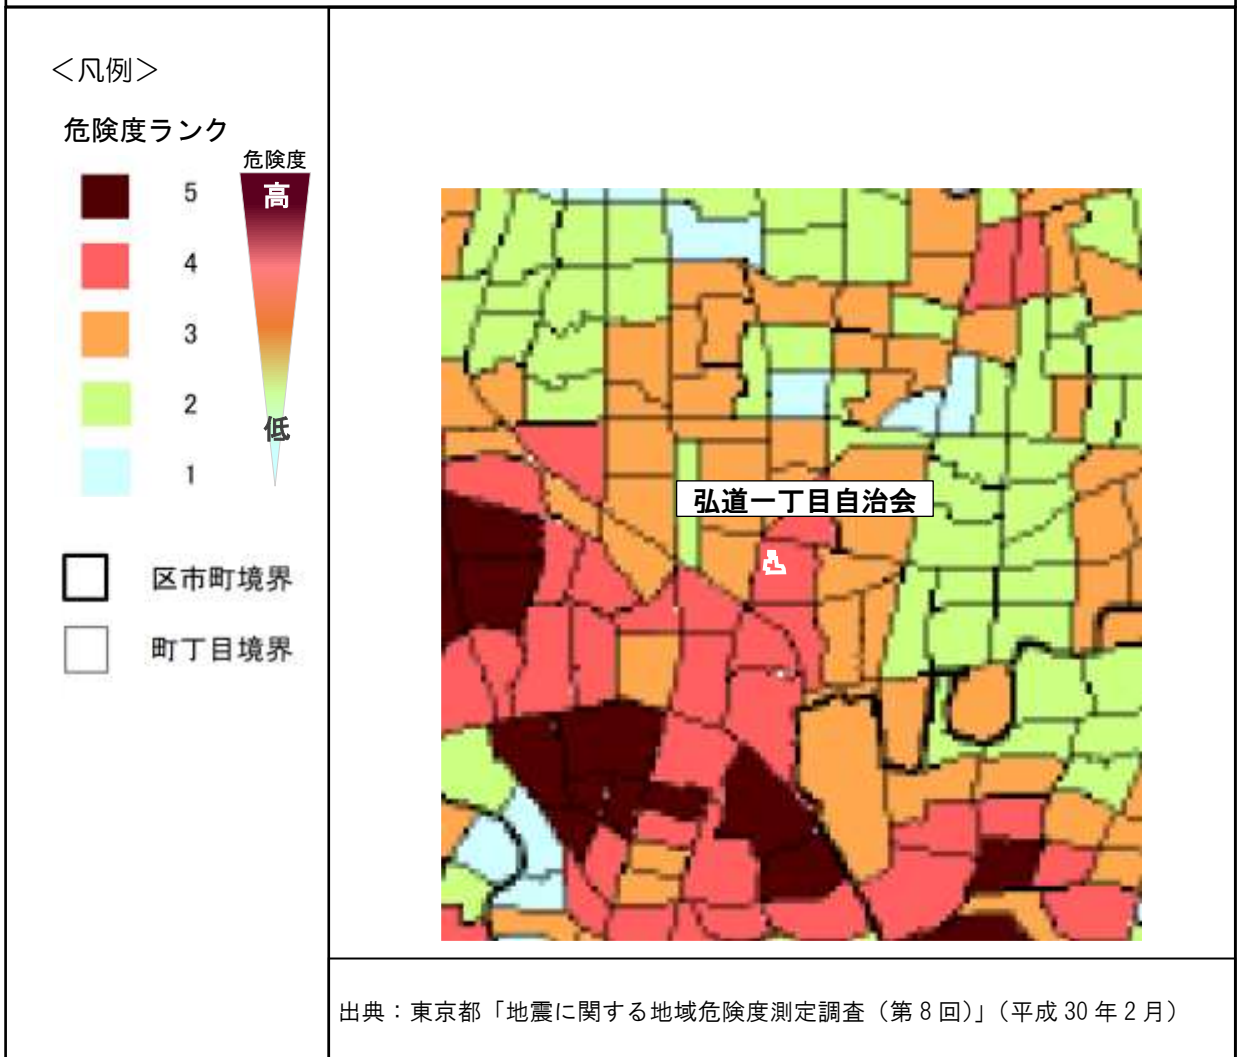 ＜凡例＞
危険度ランク
危険度
高
5
4
3
2
低
1
区市町境界
町丁目境界
弘道一丁目自治会
出典：東京都「地震に関する地域危険度測定調査（第８回）」（平成 30 年２月）